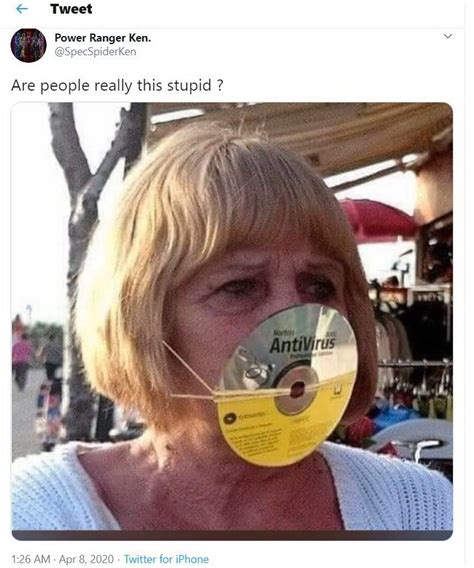 Tweet
Power Ranger Ken.
@SpecSpiderKen
Are people really this stupid ?
Norton
AntiVirus
1:26 AM · Apr 8, 2020 · Twitter for iPhone